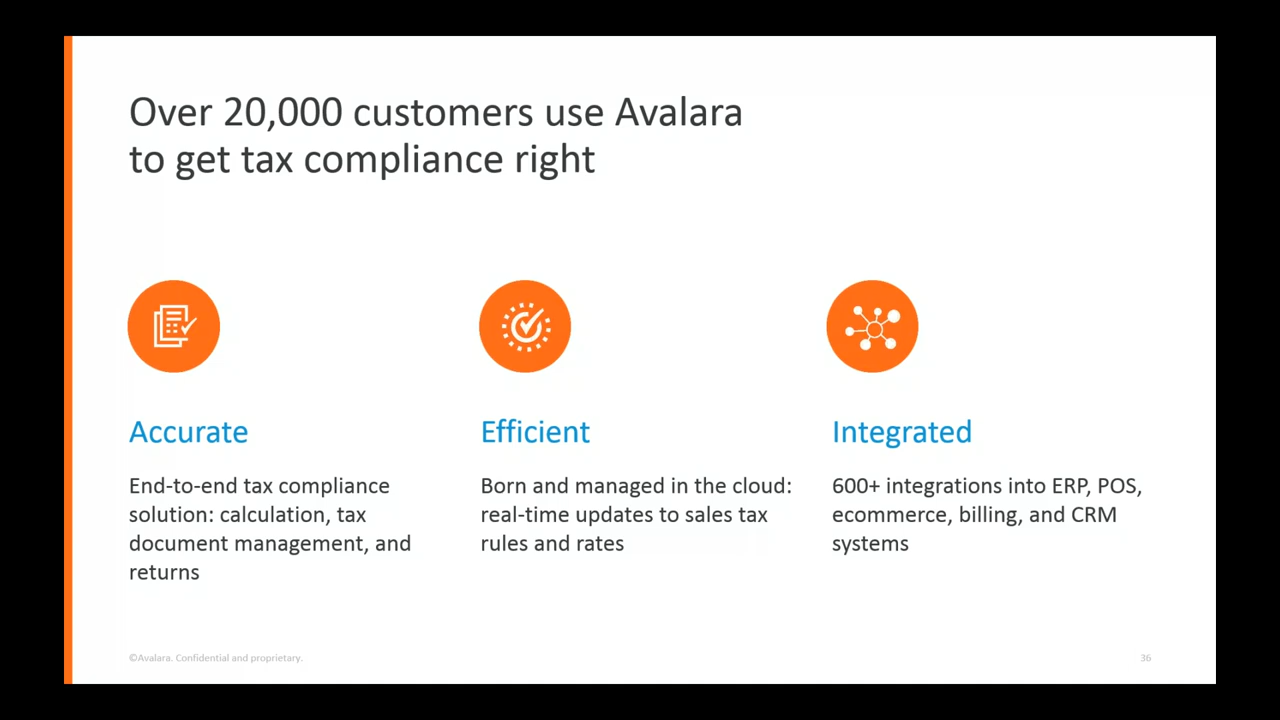 Over 20,000 customers use Avalara
to get tax compliance right
Accurate
End-to-end tax compliance
solution: calculation, tax
document management, and
returns
Efficient
Born and managed in the cloud:
real-time updates to sales tax
rules and rates
Integrated
600+ integrations into ERP, POS,
ecommerce, billing, and CRM
systems
©Avalara. Confidential and proprietary.
36